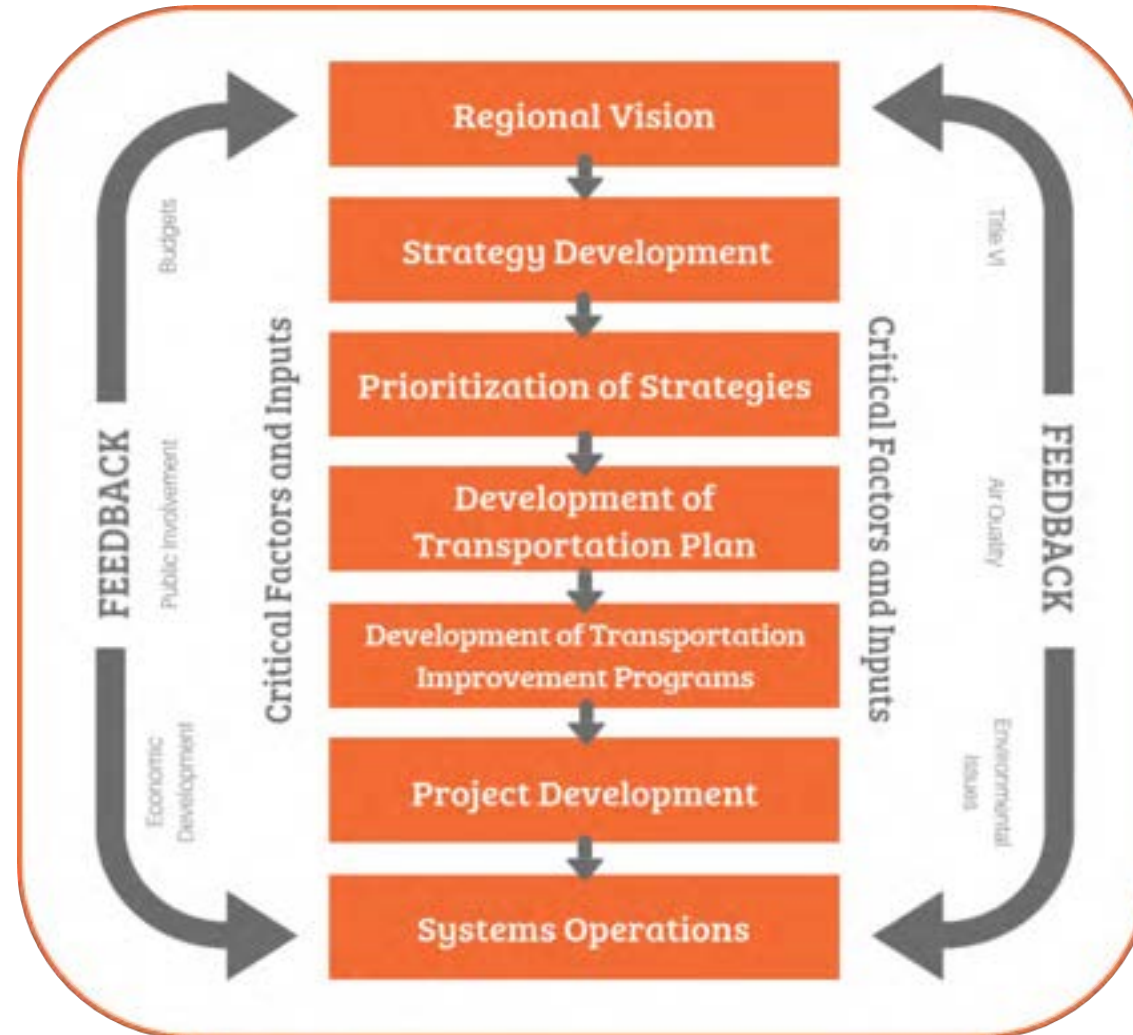 Regional Vision
Strategy Development
Prioritization of Strategies
Development of
Transportation Plan
Development of Transportation
Improvement Programs
Project Development
Systems Operations
FEEDBACK
Budgets
Public Involvement
Economic
Development
Critical Factors and Inputs
Critical Factors and Inputs
Title VI
Air Quality
Environmental
Issues
FEEDBACK